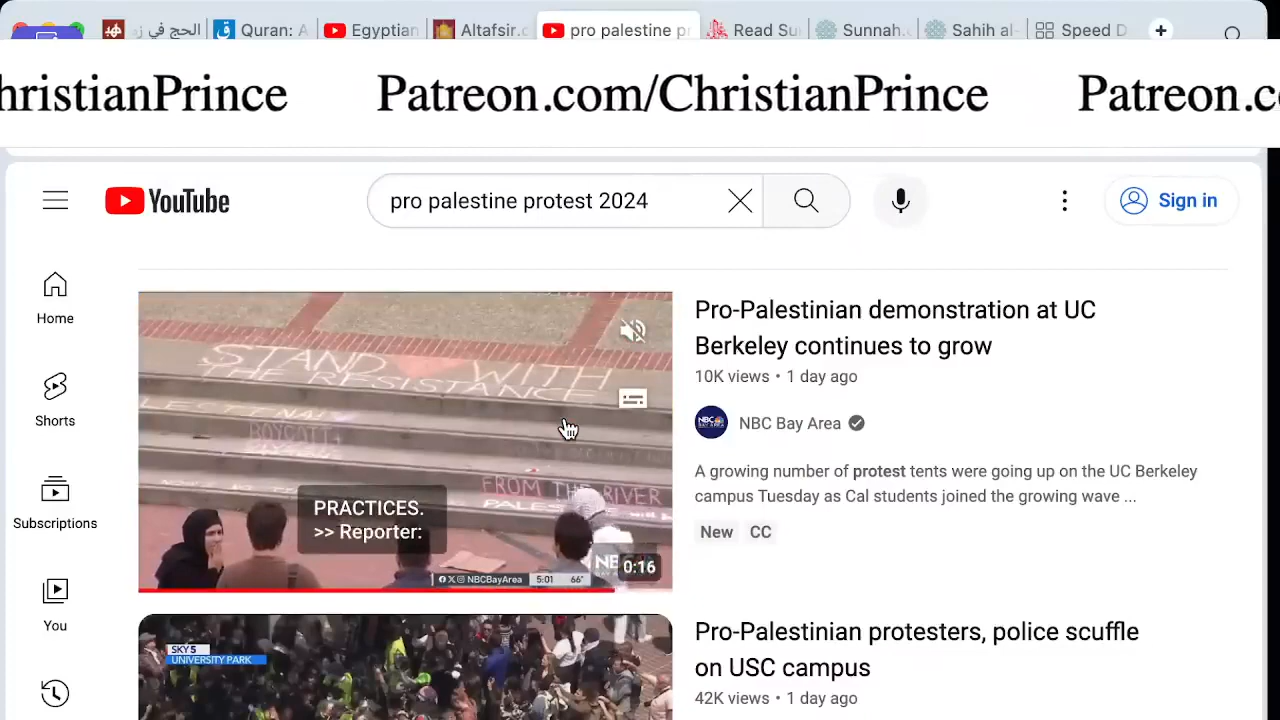 الحج في زم
Quran: A
Egyptian
Altafsir.c
pro palestine pr
Read Su
Sunnah.
Sahih al-
Speed D
hristianPrince Patreon.com/ChristianPrince Patreon.co
YouTube
pro palestine protest 2024
Sign in
Home
Shorts
Subscriptions
You
STAND WITH
THE RESISTANCE
BOYCOTT
FROM THE RIVER
PRACTICES.
>> Reporter:
NBCBayArea 5:01 66°
0:16
Pro-Palestinian demonstration at UC
Berkeley continues to grow
10K views • 1 day ago
NBC Bay Area
A growing number of protest tents were going up on the UC Berkeley
campus Tuesday as Cal students joined the growing wave ...
New CC
SKY5
UNIVERSITY PARK
Pro-Palestinian protesters, police scuffle
on USC campus
42K views • 1 day ago